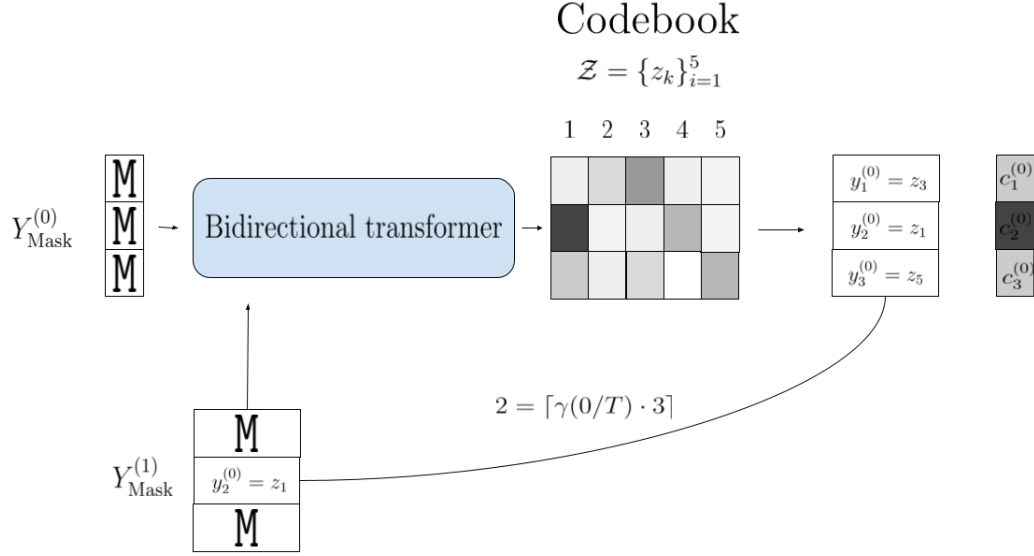 Codebook
𝒵 = {z_k}_{i=1}^5
1 2 3 4 5
Y_Mask^(0)
M
M
M
Bidirectional transformer
y_1^(0) = z_3
y_2^(0) = z_1
y_3^(0) = z_5
c_1^(0)
c_2^(0)
c_3^(0)
2 = ⌈γ(0/T) · 3⌉
Y_Mask^(1)
M
y_2^(0) = z_1
M